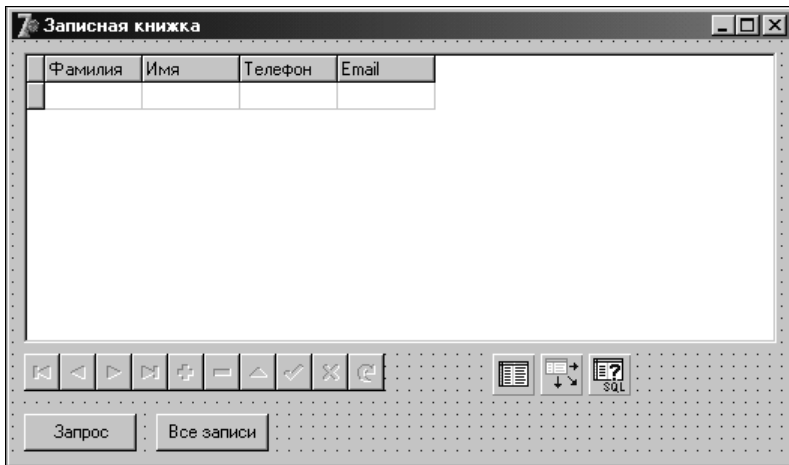 Записная книжка
Фамилия Имя Телефон Email
SQL
Запрос Все записи